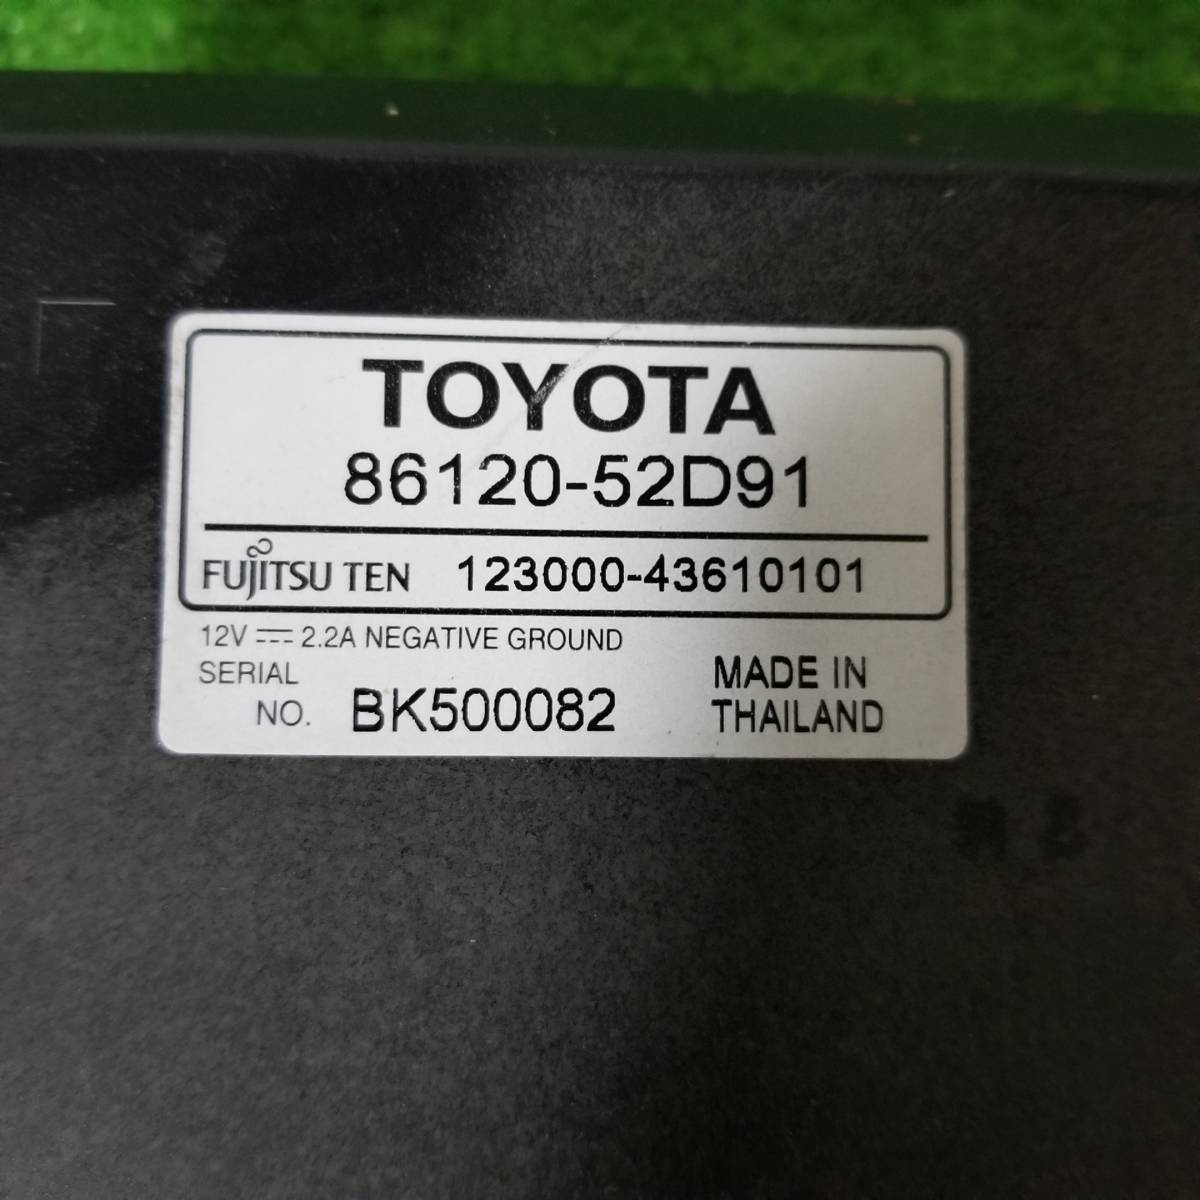 TOYOTA
86120-52D91
FUJITSU TEN 123000-43610101
12V ⎓ 2.2A NEGATIVE GROUND
SERIAL
NO. BK500082
MADE IN
THAILAND